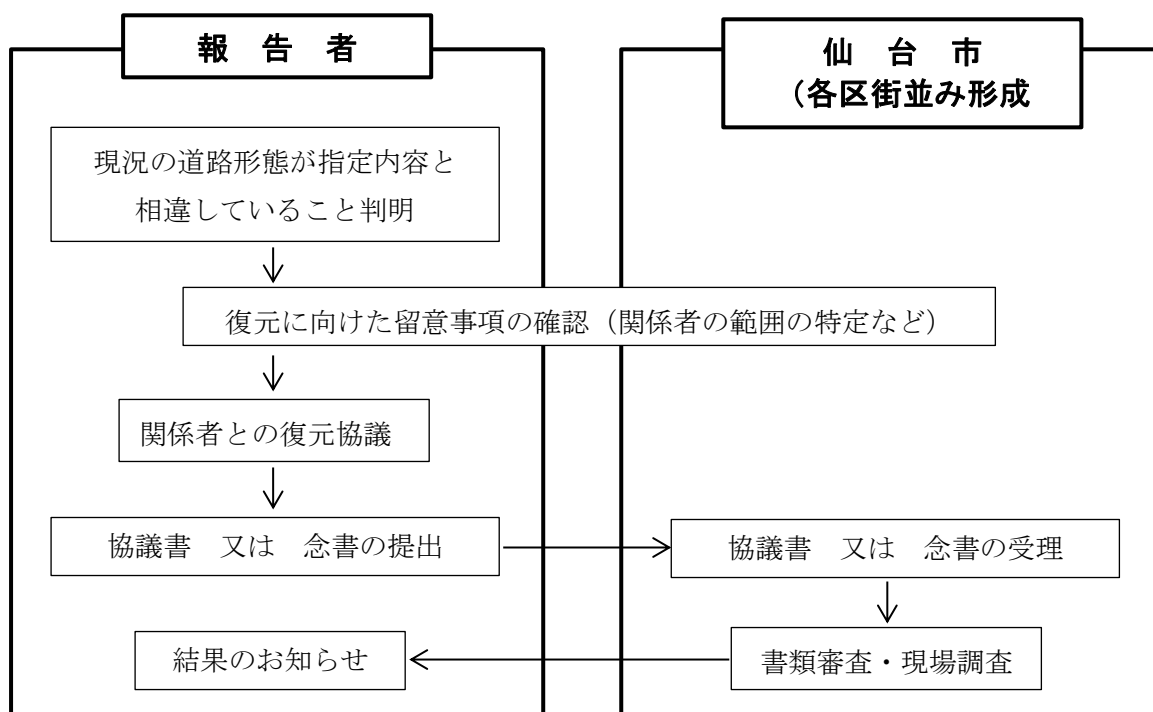 報　告　者
仙　台　市
(各区街並み形成
現況の道路形態が指定内容と
相違していること判明
復元に向けた留意事項の確認（関係者の範囲の特定など）
関係者との復元協議
協議書　又は　念書の提出
協議書　又は　念書の受理
結果のお知らせ
書類審査・現場調査